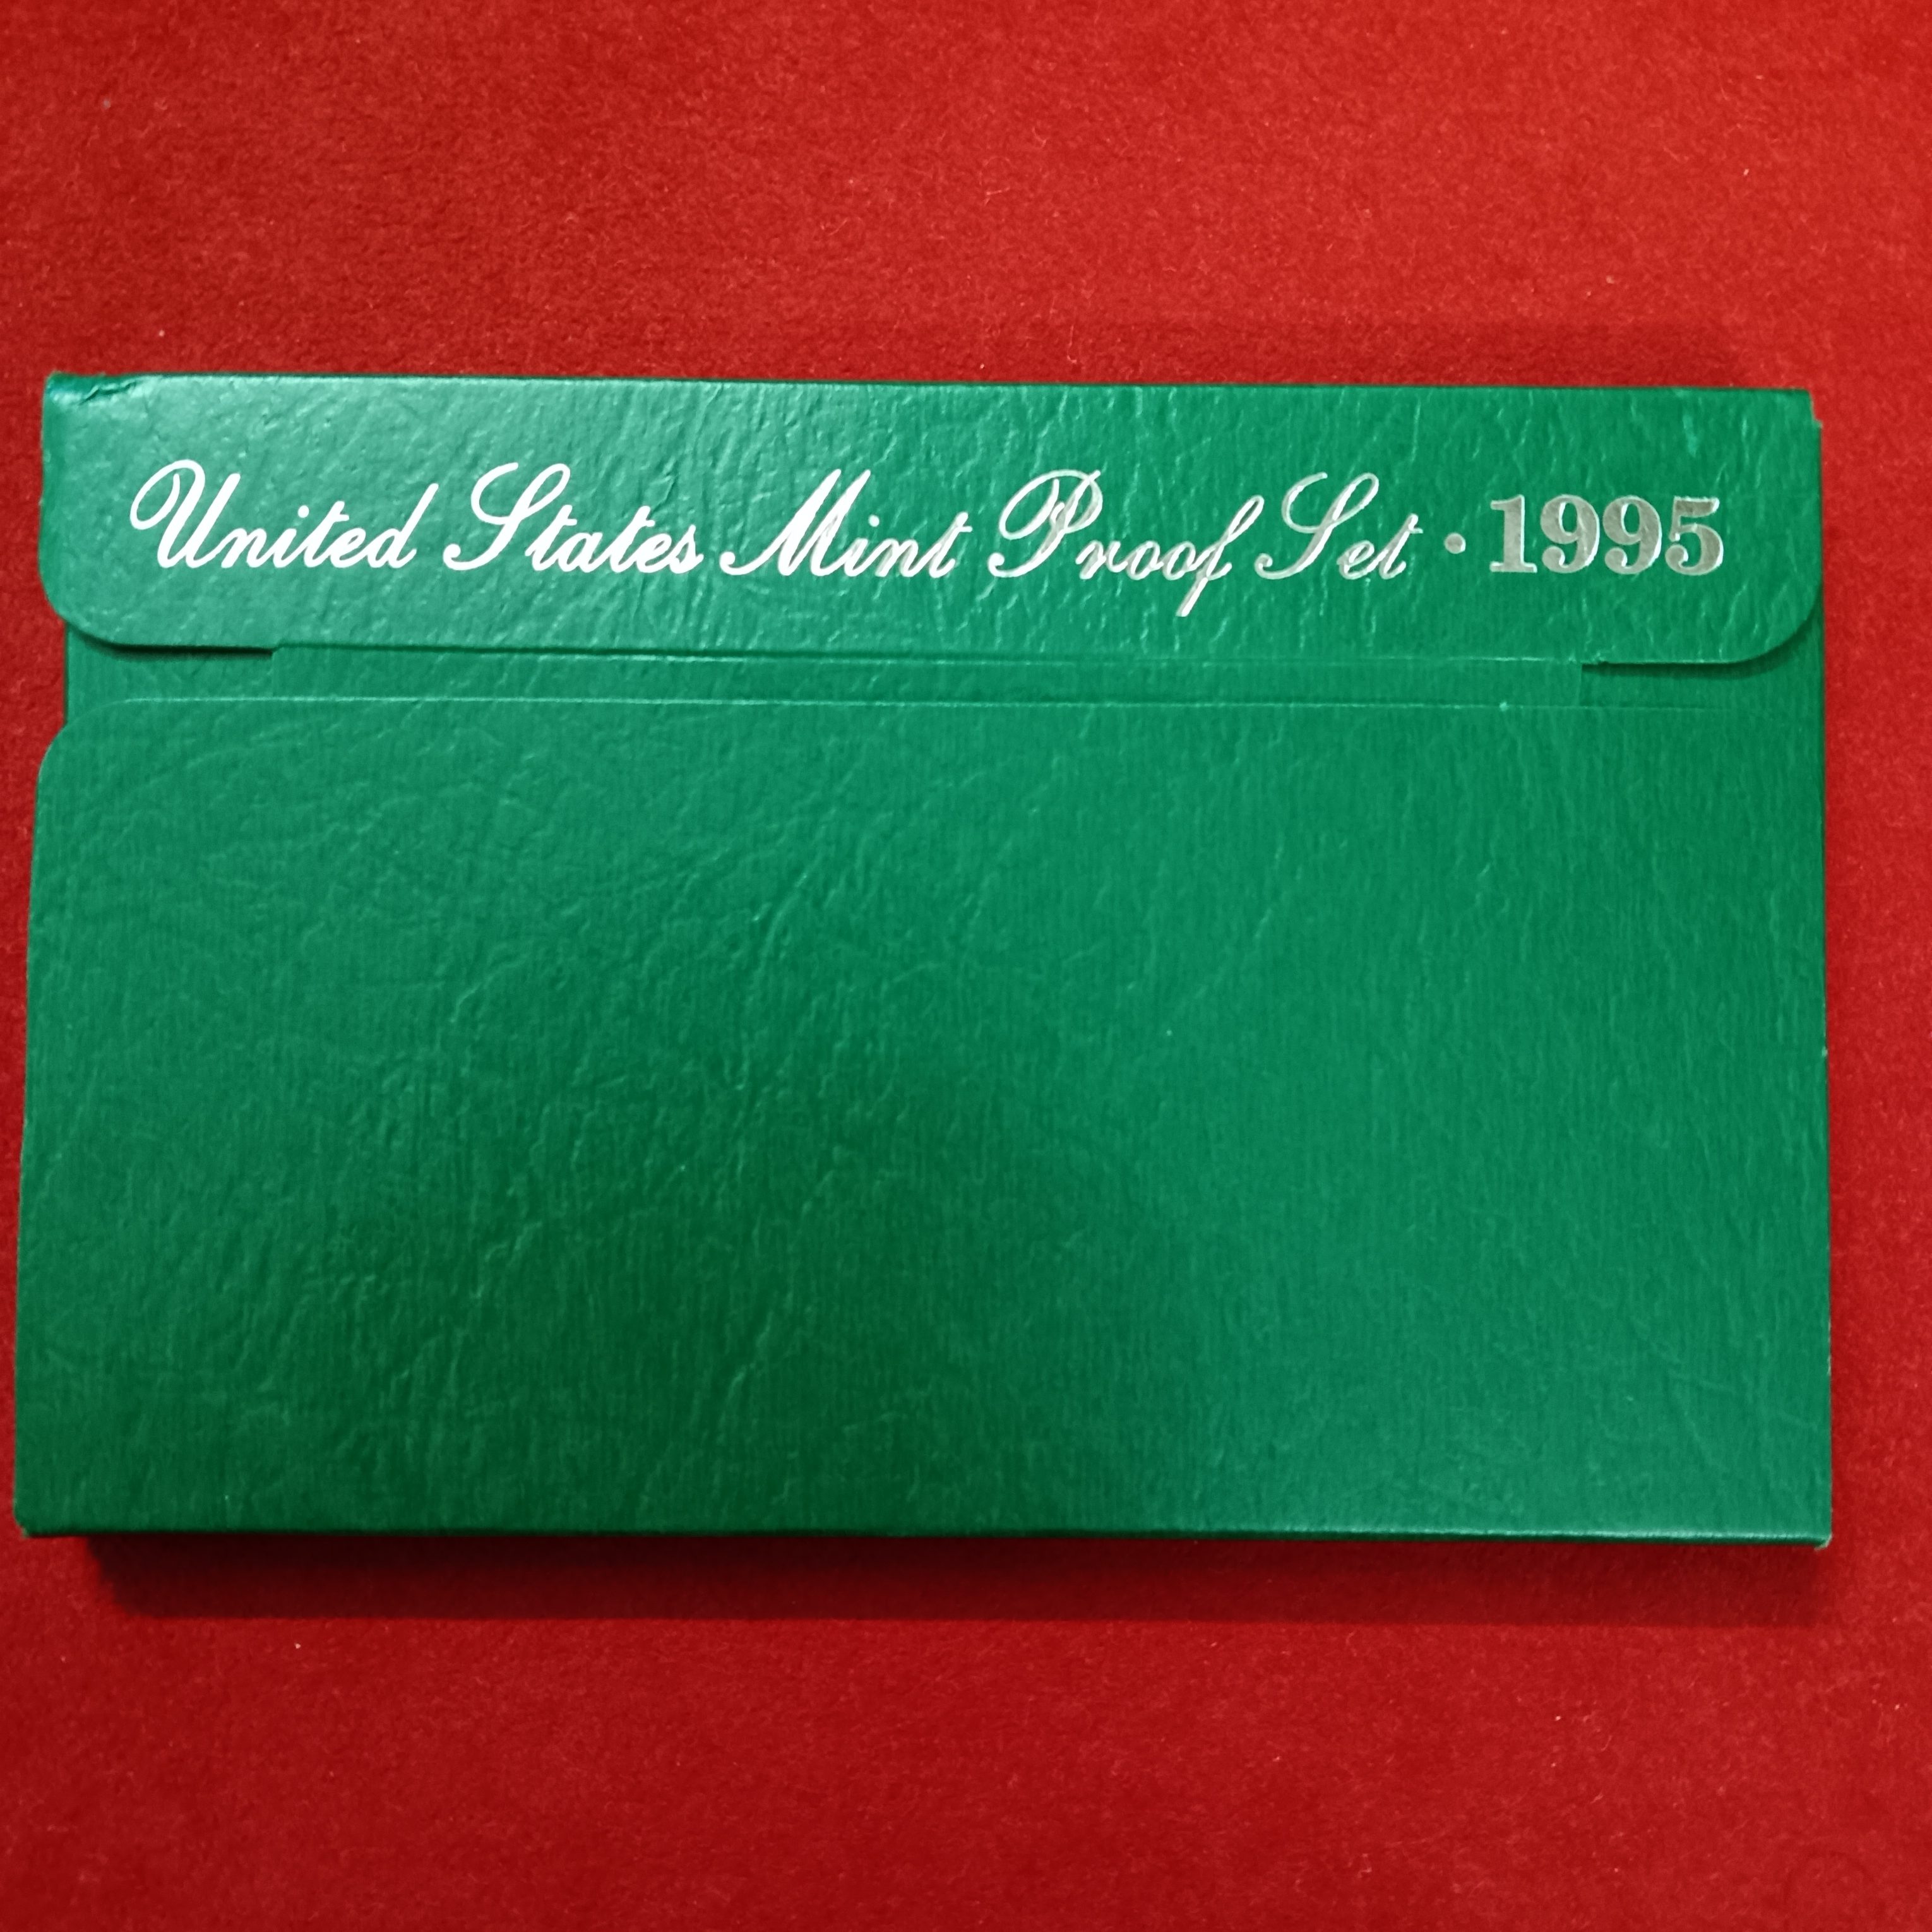 United States Mint Proof Set · 1995